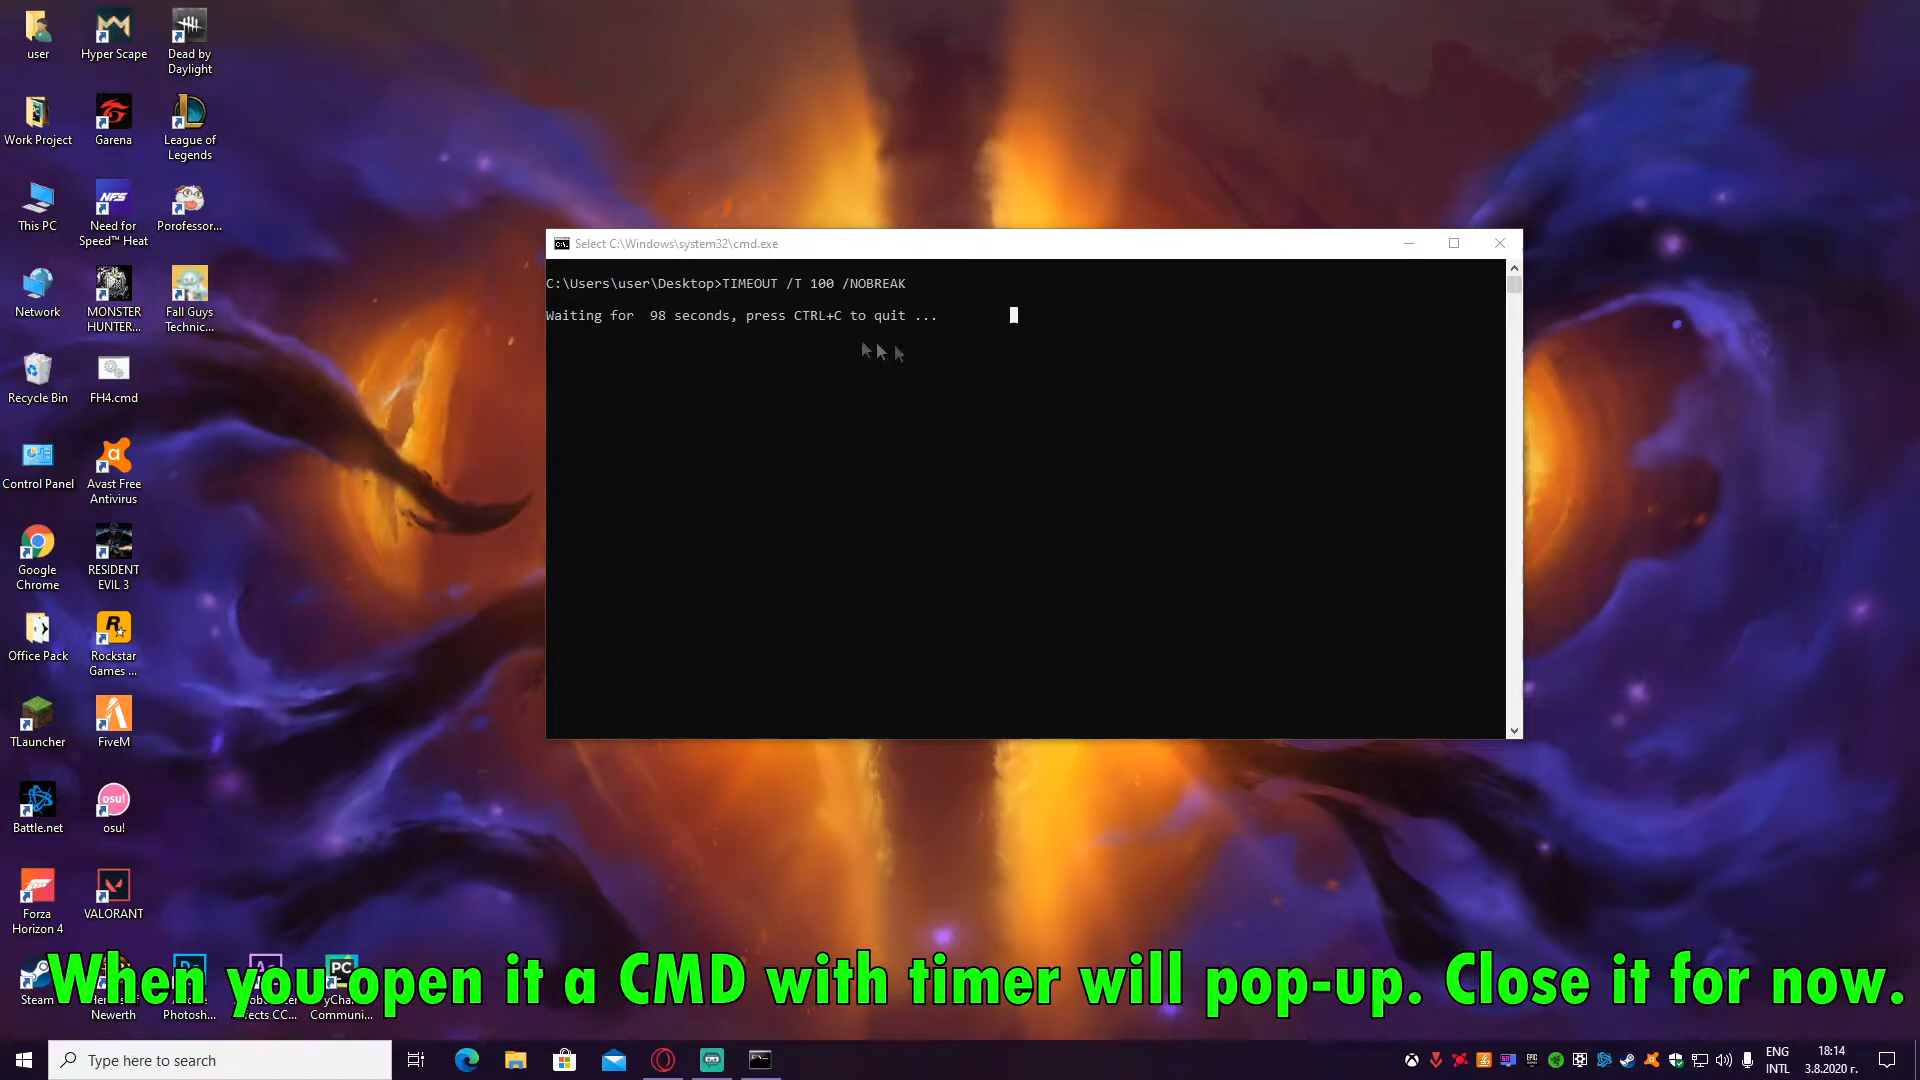 user
Hyper Scape
Dead by
Daylight
Work Project
Garena
League of
Legends
This PC
Need for
Speed™ Heat
Porofessor...
Network
MONSTER
HUNTER...
Fall Guys
Technic...
Recycle Bin
FH4.cmd
Control Panel
Avast Free
Antivirus
Google
Chrome
RESIDENT
EVIL 3
Office Pack
Rockstar
Games ...
TLauncher
FiveM
Battle.net
osu!
Forza
Horizon 4
VALORANT
Steam
Newerth
Photosh...
Communi...
Select C:\Windows\system32\cmd.exe
C:\Users\user\Desktop>TIMEOUT /T 100 /NOBREAK
Waiting for  98 seconds, press CTRL+C to quit ...
When you open it a CMD with timer will pop-up. Close it for now.
Type here to search
ENG
INTL
18:14
3.8.2020 г.